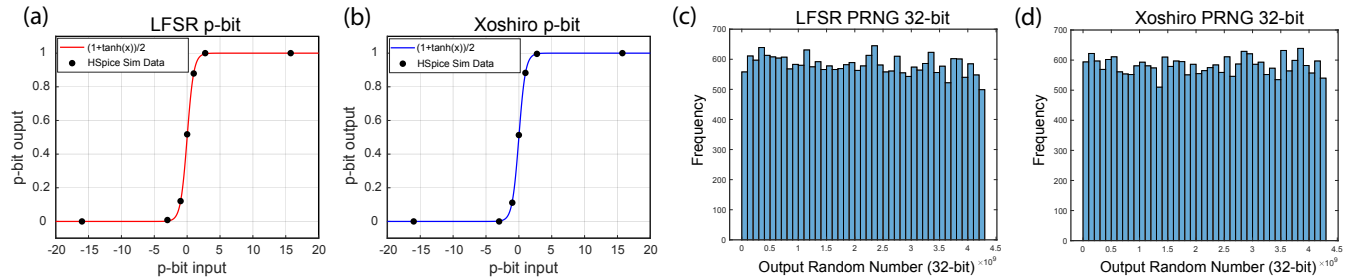 (a)
LFSR p-bit
(1+tanh(x))/2
HSpice Sim Data
1
0.8
0.6
0.4
0.2
0
p-bit ouput
-20 -15 -10 -5 0 5 10 15 20
p-bit input
(b)
Xoshiro p-bit
(1+tanh(x))/2
HSpice Sim Data
1
0.8
0.6
0.4
0.2
0
p-bit output
-20 -15 -10 -5 0 5 10 15 20
p-bit input
(c)
LFSR PRNG 32-bit
700
600
500
400
300
200
100
0
Frequency
0 0.5 1 1.5 2 2.5 3 3.5 4 4.5
×10⁹
Output Random Number (32-bit)
(d)
Xoshiro PRNG 32-bit
700
600
500
400
300
200
100
0
Frequency
0 0.5 1 1.5 2 2.5 3 3.5 4 4.5
×10⁹
Output Random Number (32-bit)